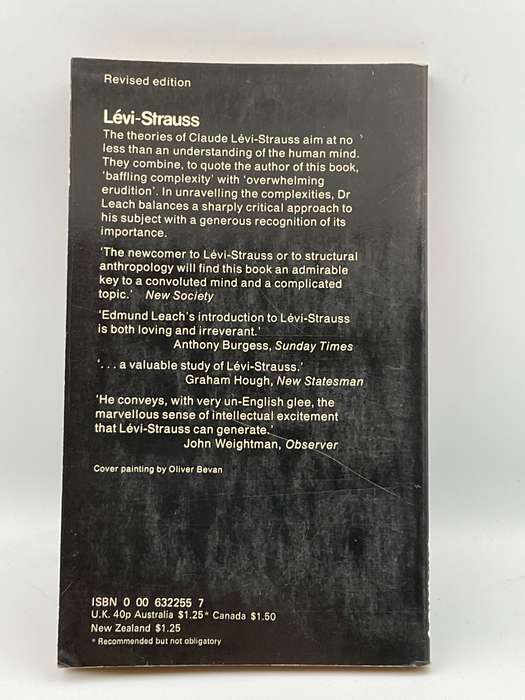 Revised edition
Lévi-Strauss
The theories of Claude Lévi-Strauss aim at no
less than an understanding of the human mind.
They combine, to quote the author of this book,
'baffling complexity' with 'overwhelming
erudition'. In unravelling the complexities, Dr
Leach balances a sharply critical approach to
his subject with a generous recognition of its
importance.
'The newcomer to Lévi-Strauss or to structural
anthropology will find this book an admirable
key to a convoluted mind and a complicated
topic.' New Society
'Edmund Leach's introduction to Lévi-Strauss
is both loving and irreverant.'
Anthony Burgess, Sunday Times
'. . . a valuable study of Lévi-Strauss.'
Graham Hough, New Statesman
'He conveys, with very un-English glee, the
marvellous sense of intellectual excitement
that Lévi-Strauss can generate.'
John Weightman, Observer
Cover painting by Oliver Bevan
ISBN 0 00 632255 7
U.K. 40p Australia $1.25* Canada $1.50
New Zealand $1.25
* Recommended but not obligatory